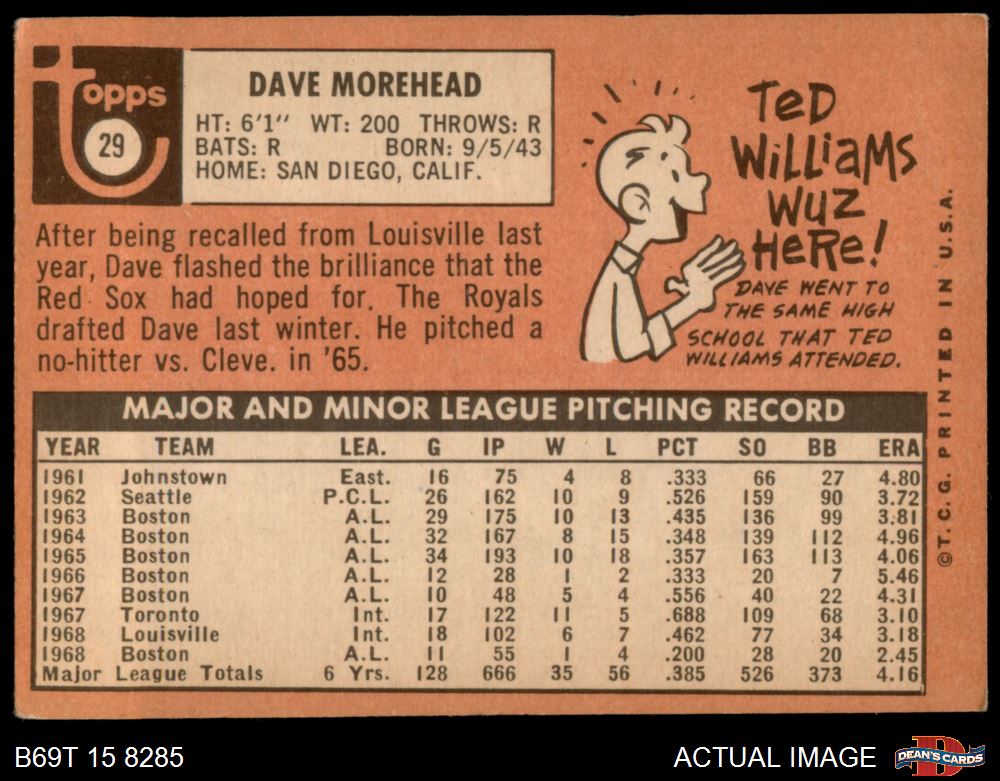 topps
29
DAVE MOREHEAD
HT: 6'1" WT: 200 THROWS: R
BATS: R BORN: 9/5/43
HOME: SAN DIEGO, CALIF.
After being recalled from Louisville last
year, Dave flashed the brilliance that the
Red Sox had hoped for. The Royals
drafted Dave last winter. He pitched a
no-hitter vs. Cleve. in '65.
TeD
WiLLiAMS
WUZ
HeRe!
DAVE WENT TO
THE SAME HIGH
SCHOOL THAT TED
WILLIAMS ATTENDED.
MAJOR AND MINOR LEAGUE PITCHING RECORD
YEAR TEAM LEA. G IP W L PCT SO BB ERA
1961 Johnstown East. 16 75 4 8 .333 66 27 4.80
1962 Seattle P.C.L. 26 162 10 9 .526 159 90 3.72
1963 Boston A.L. 29 175 10 13 .435 136 99 3.81
1964 Boston A.L. 32 167 8 15 .348 139 112 4.96
1965 Boston A.L. 34 193 10 18 .357 163 113 4.06
1966 Boston A.L. 12 28 1 2 .333 20 7 5.46
1967 Boston A.L. 10 48 5 4 .556 40 22 4.31
1967 Toronto Int. 17 122 11 5 .688 109 68 3.10
1968 Louisville Int. 18 102 6 7 .462 77 34 3.18
1968 Boston A.L. 11 55 1 4 .200 28 20 2.45
Major League Totals 6 Yrs. 128 666 35 56 .385 526 373 4.16
© T. C. G. PRINTED IN U.S.A.
B69T 15 8285
ACTUAL IMAGE
D
DEAN'S CARDS